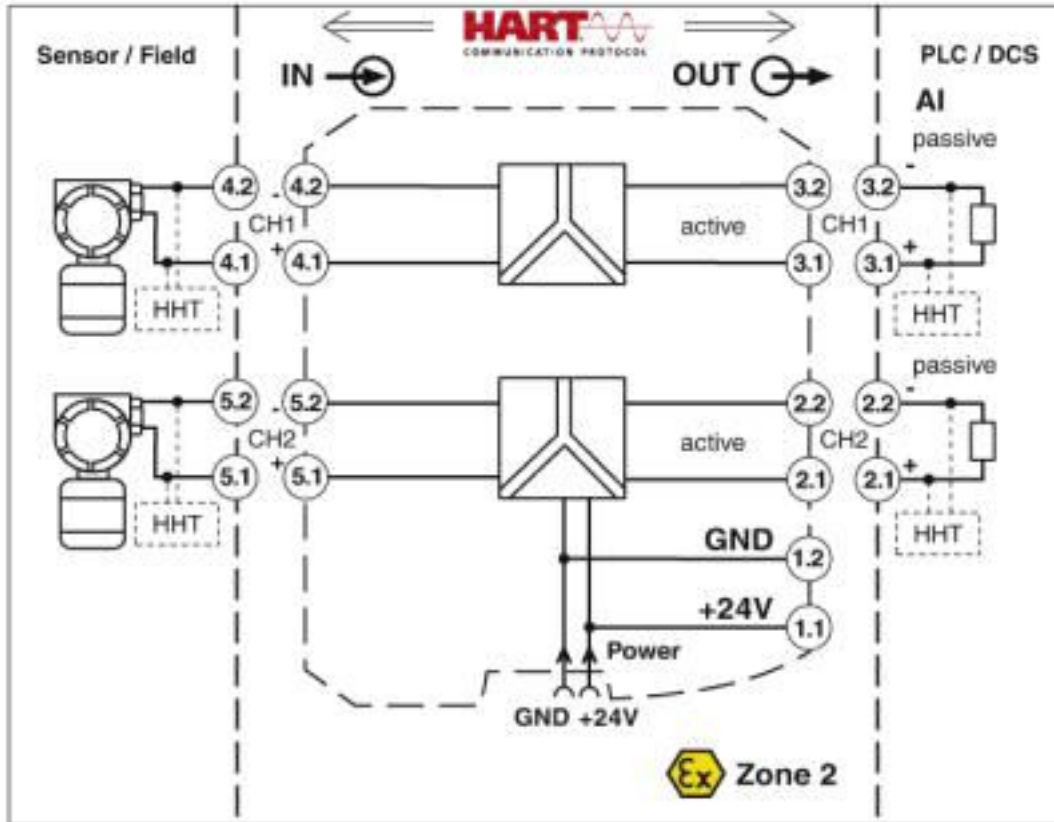 HART
COMMUNICATION PROTOCOL
Sensor / Field
IN
OUT
PLC / DCS
AI
passive
4.2
-
4.2
3.2
3.2
-
CH1
active
CH1
4.1
+
4.1
3.1
3.1
+
HHT
HHT
passive
5.2
-
5.2
2.2
2.2
-
CH2
active
CH2
5.1
+
5.1
2.1
2.1
+
HHT
HHT
GND
1.2
+24V
1.1
Power
GND +24V
Ex Zone 2